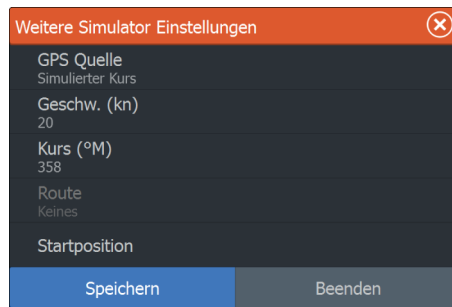 Weitere Simulator Einstellungen
GPS Quelle
Simulierter Kurs
Geschw. (kn)
20
Kurs (°M)
358
Route
Keines
Startposition
Speichern
Beenden